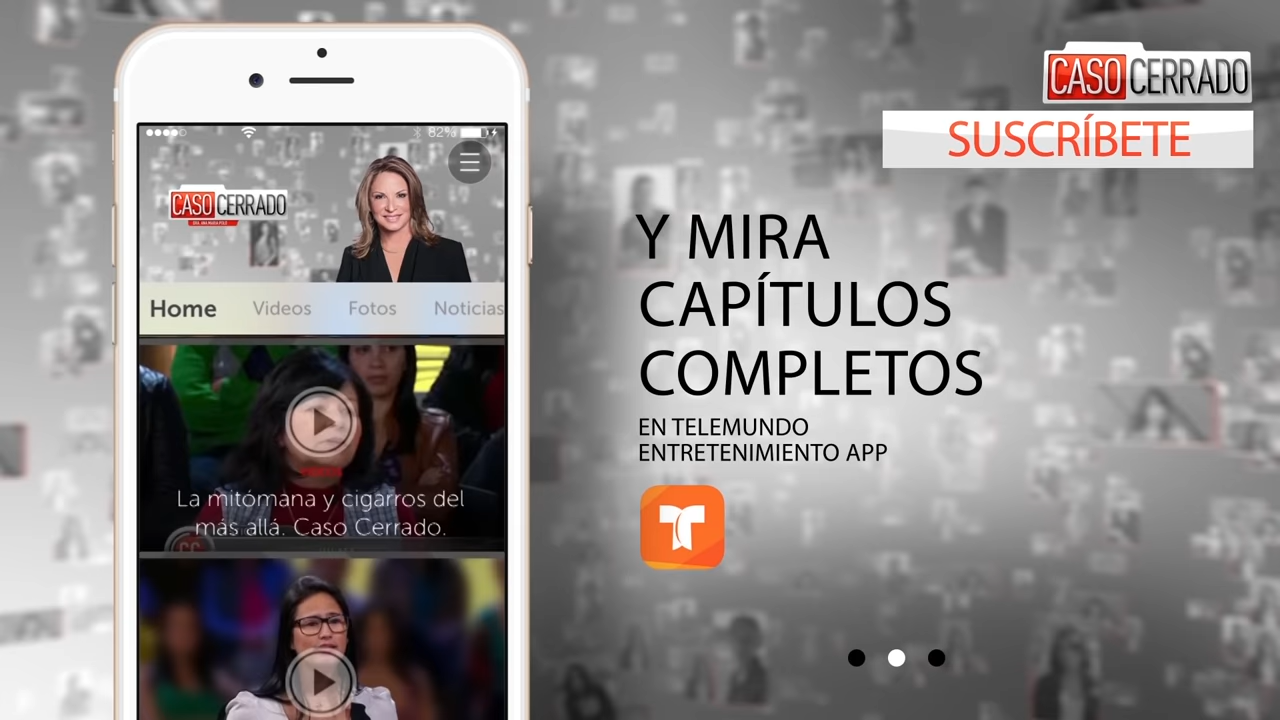 82%
CASO CERRADO
Home Videos Fotos Noticias
La mitómana y cigarros del
más allá. Caso Cerrado.
CC
CASO CERRADO
SUSCRÍBETE
Y MIRA
CAPÍTULOS
COMPLETOS
EN TELEMUNDO
ENTRETENIMIENTO APP
T